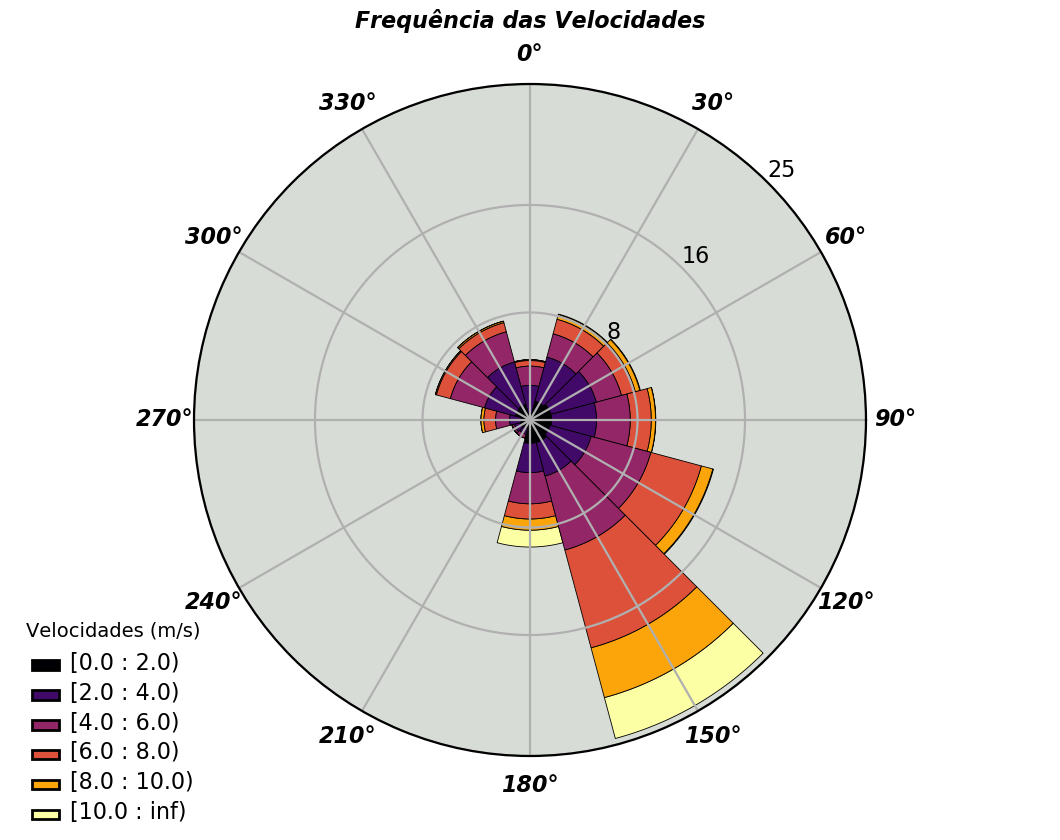 Frequência das Velocidades
0°
330°
30°
25
300°
60°
16
8
270°
90°
240°
120°
210°
150°
180°
Velocidades (m/s)
[0.0 : 2.0)
[2.0 : 4.0)
[4.0 : 6.0)
[6.0 : 8.0)
[8.0 : 10.0)
[10.0 : inf)